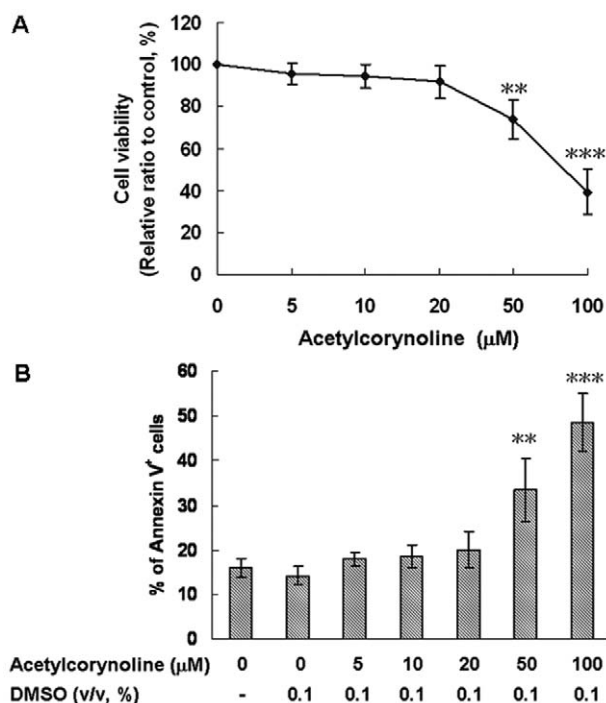 A
Cell viability
(Relative ratio to control, %)
120
100
80
60
40
20
0
**
***
0 5 10 20 50 100
Acetylcorynoline (μM)
B
% of Annexin V⁺ cells
60
50
40
30
20
10
0
**
***
Acetylcorynoline (μM) 0 0 5 10 20 50 100
DMSO (v/v, %) - 0.1 0.1 0.1 0.1 0.1 0.1